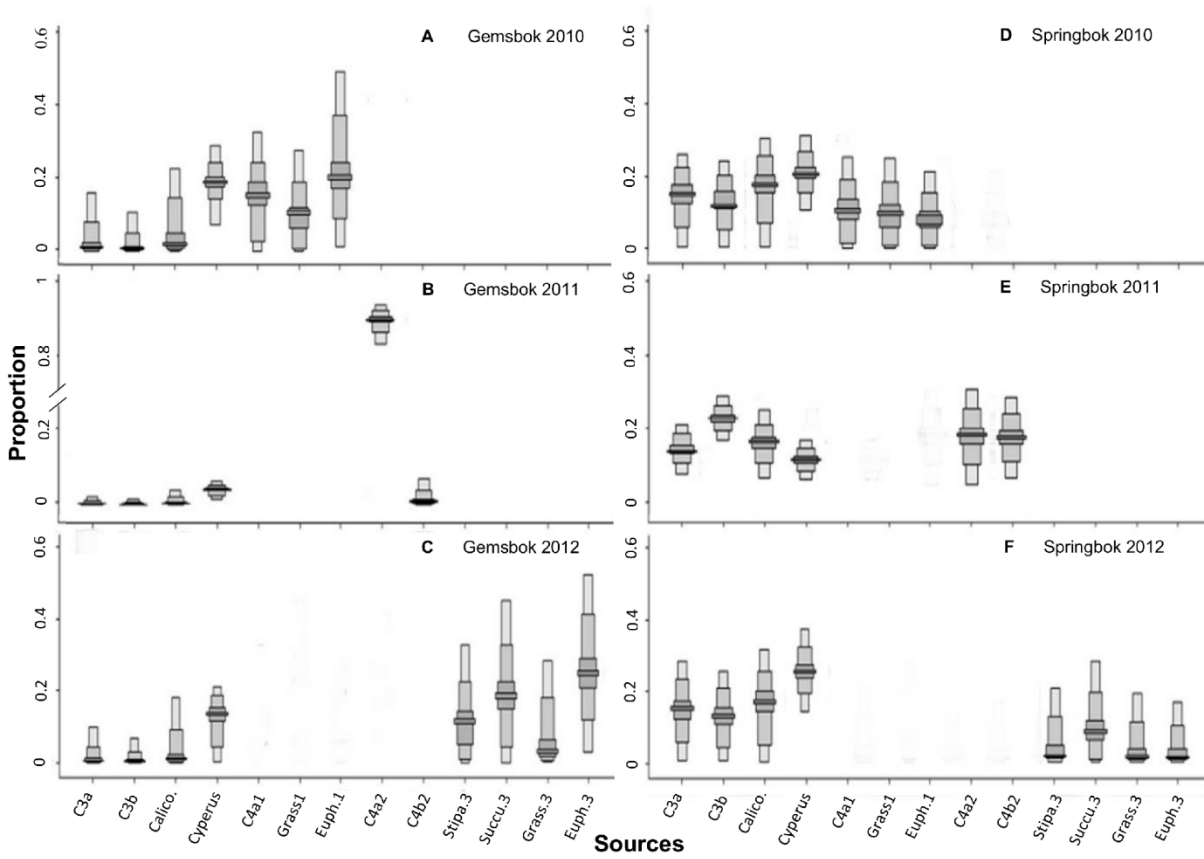 A Gemsbok 2010
0.6
0.4
0.2
0
D Springbok 2010
0.6
0.4
0.2
0
B Gemsbok 2011
1
0.8
0.2
0
E Springbok 2011
0.6
0.4
0.2
0
C Gemsbok 2012
0.6
0.4
0.2
0
F Springbok 2012
0.6
0.4
0.2
0
Proportion
C3a
C3b
Calico.
Cyperus
C4a1
Grass1
Euph.1
C4a2
C4b2
Stipa.3
Succu.3
Grass.3
Euph.3
C3a
C3b
Calico.
Cyperus
C4a1
Grass1
Euph.1
C4a2
C4b2
Stipa.3
Succu.3
Grass.3
Euph.3
Sources